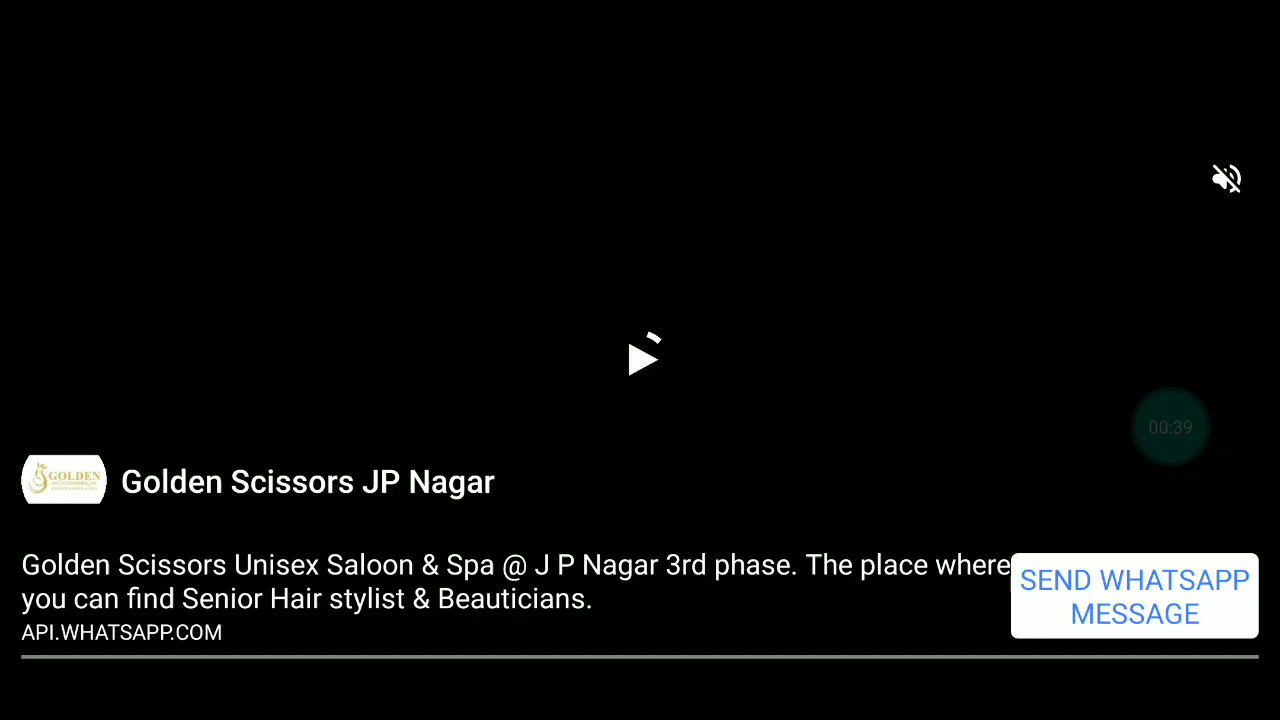 00:39
GOLDEN
Golden Scissors JP Nagar
Golden Scissors Unisex Saloon & Spa @ J P Nagar 3rd phase. The place where
you can find Senior Hair stylist & Beauticians.
API.WHATSAPP.COM
SEND WHATSAPP
MESSAGE